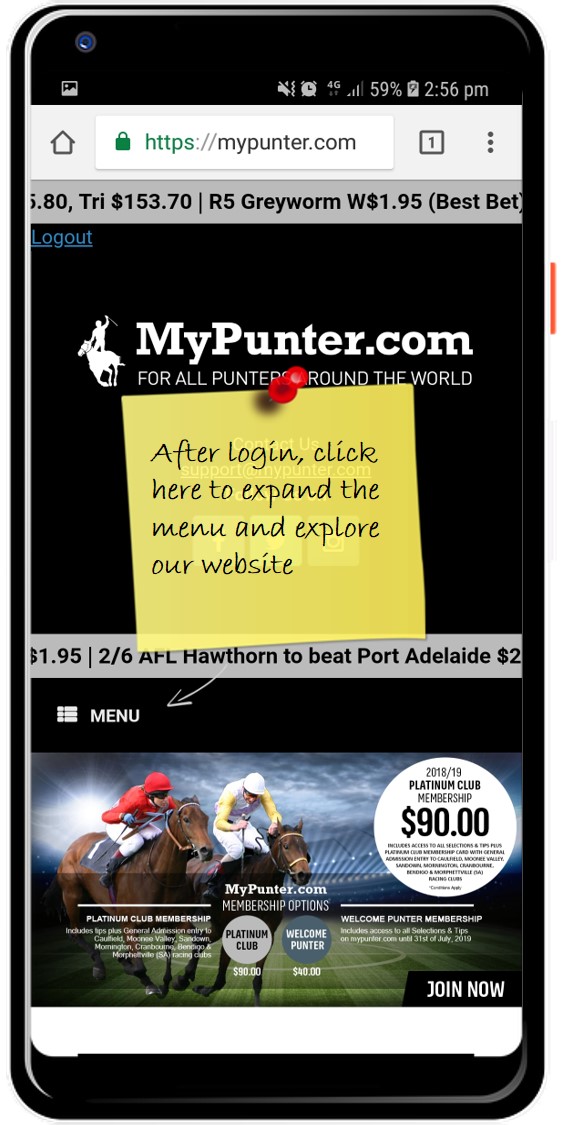 4G 59% 2:56 pm
https://mypunter.com 1
5.80, Tri $153.70 | R5 Greyworm W$1.95 (Best Bet)
Logout
MyPunter.com
FOR ALL PUNTERS AROUND THE WORLD
Contact Us
support@mypunter.com
After login, click
here to expand the
menu and explore
our website
$1.95 | 2/6 AFL Hawthorn to beat Port Adelaide $2
MENU
2018/19
PLATINUM CLUB
MEMBERSHIP
$90.00
INCLUDES ACCESS TO ALL SELECTIONS & TIPS PLUS
PLATINUM CLUB MEMBERSHIP CARD WITH GENERAL
ADMISSION ENTRY TO CAULFIELD, MOONEE VALLEY,
SANDOWN, MORNINGTON, CRANBOURNE,
BENDIGO & MORPHETTVILLE (SA)
RACING CLUBS
*Conditions Apply
MyPunter.com
MEMBERSHIP OPTIONS
PLATINUM CLUB MEMBERSHIP
Includes tips plus General Admission entry to
Caulfield, Moonee Valley, Sandown,
Mornington, Cranbourne, Bendigo &
Morphettville (SA) racing clubs
PLATINUM
CLUB
$90.00
WELCOME
PUNTER
$40.00
WELCOME PUNTER MEMBERSHIP
Includes access to all Selections & Tips
on mypunter.com until 31st of July, 2019
JOIN NOW